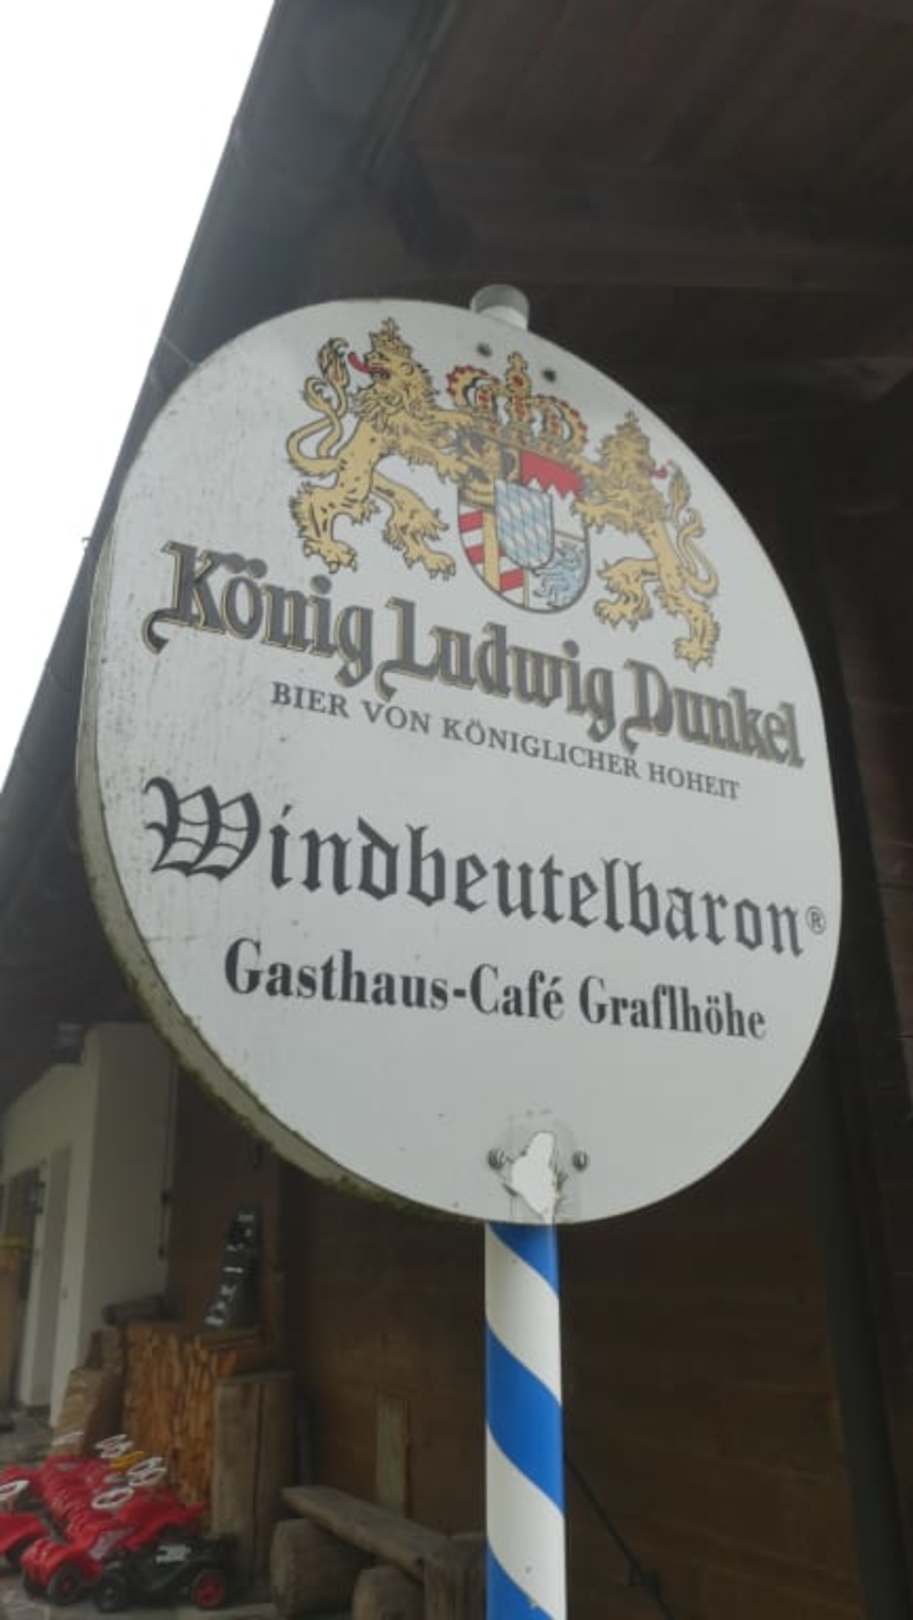 König Ludwig Dunkel
BIER VON KÖNIGLICHER HOHEIT
Windbeutelbaron®
Gasthaus-Café Graflhöhe